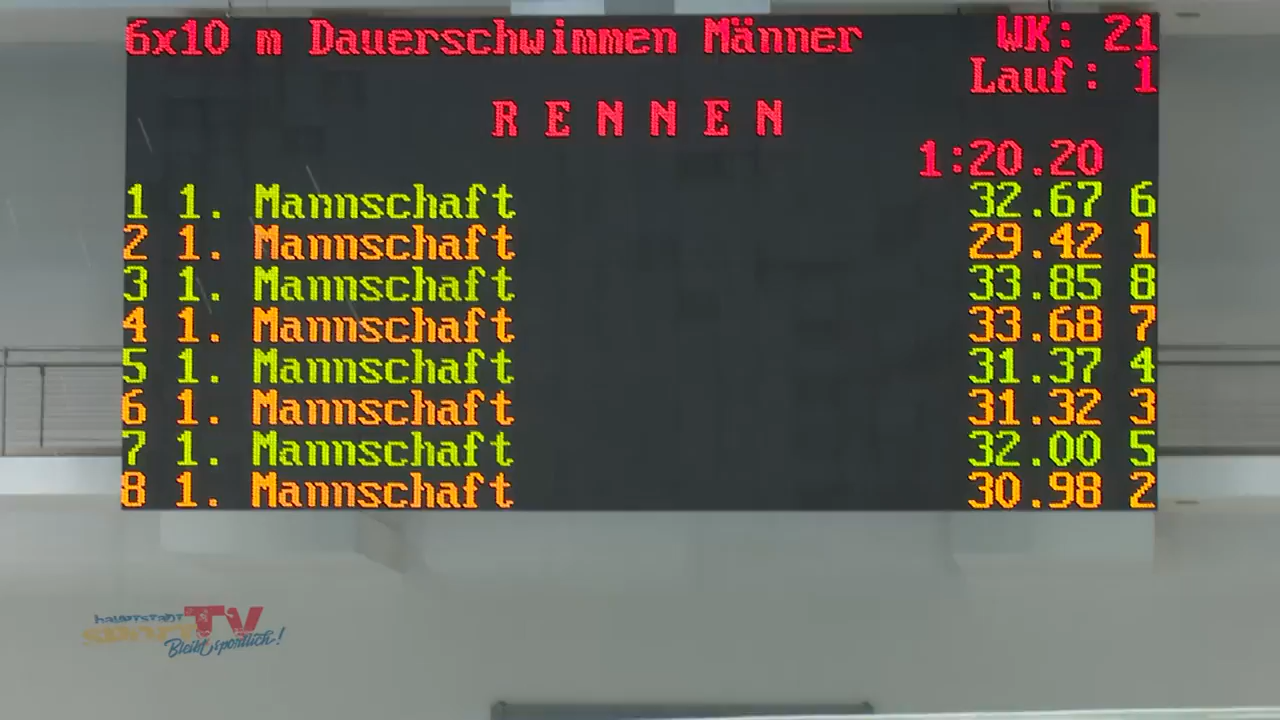 6x10 m Dauerschwimmen Männer WK: 21
Lauf: 1
R E N N E N
1:20.20
1 1. Mannschaft 32.67 6
2 1. Mannschaft 29.42 1
3 1. Mannschaft 33.85 8
4 1. Mannschaft 33.68 7
5 1. Mannschaft 31.37 4
6 1. Mannschaft 31.32 3
7 1. Mannschaft 32.00 5
8 1. Mannschaft 30.98 2
HAUPTSTADT
SPORT TV
Bleibt sportlich!